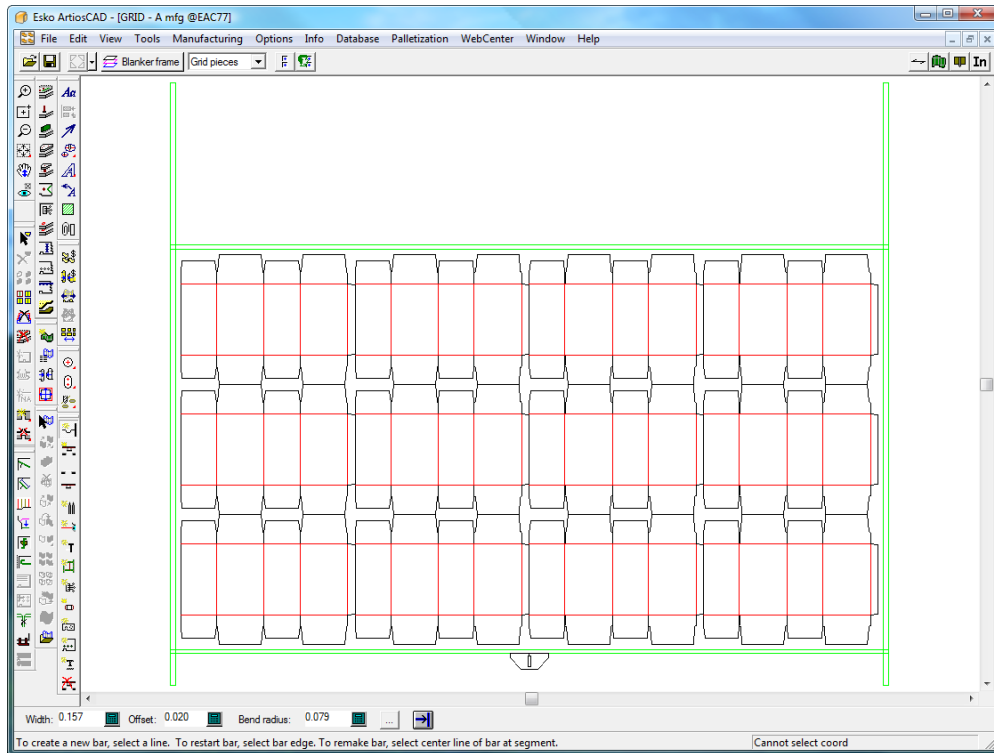 Esko ArtiosCAD - [GRID - A mfg @EAC77]
File Edit View Tools Manufacturing Options Info Database Palletization WebCenter Window Help
Blanker frame Grid pieces In
Width: 0.157 Offset: 0.020 Bend radius: 0.079 ...
To create a new bar, select a line. To restart bar, select bar edge. To remake bar, select center line of bar at segment. Cannot select coord